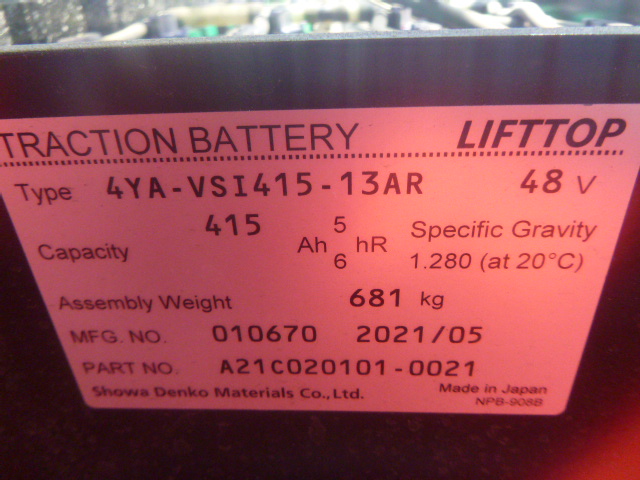 TRACTION BATTERY LIFTTOP
Type 4YA-VSI415-13AR 48 V
Capacity 415 Ah 5 hR Specific Gravity
6 1.280 (at 20°C)
Assembly Weight 681 kg
MFG. NO. 010670 2021/05
PART NO. A21C020101-0021
Showa Denko Materials Co.,Ltd. Made in Japan
NPB-908B